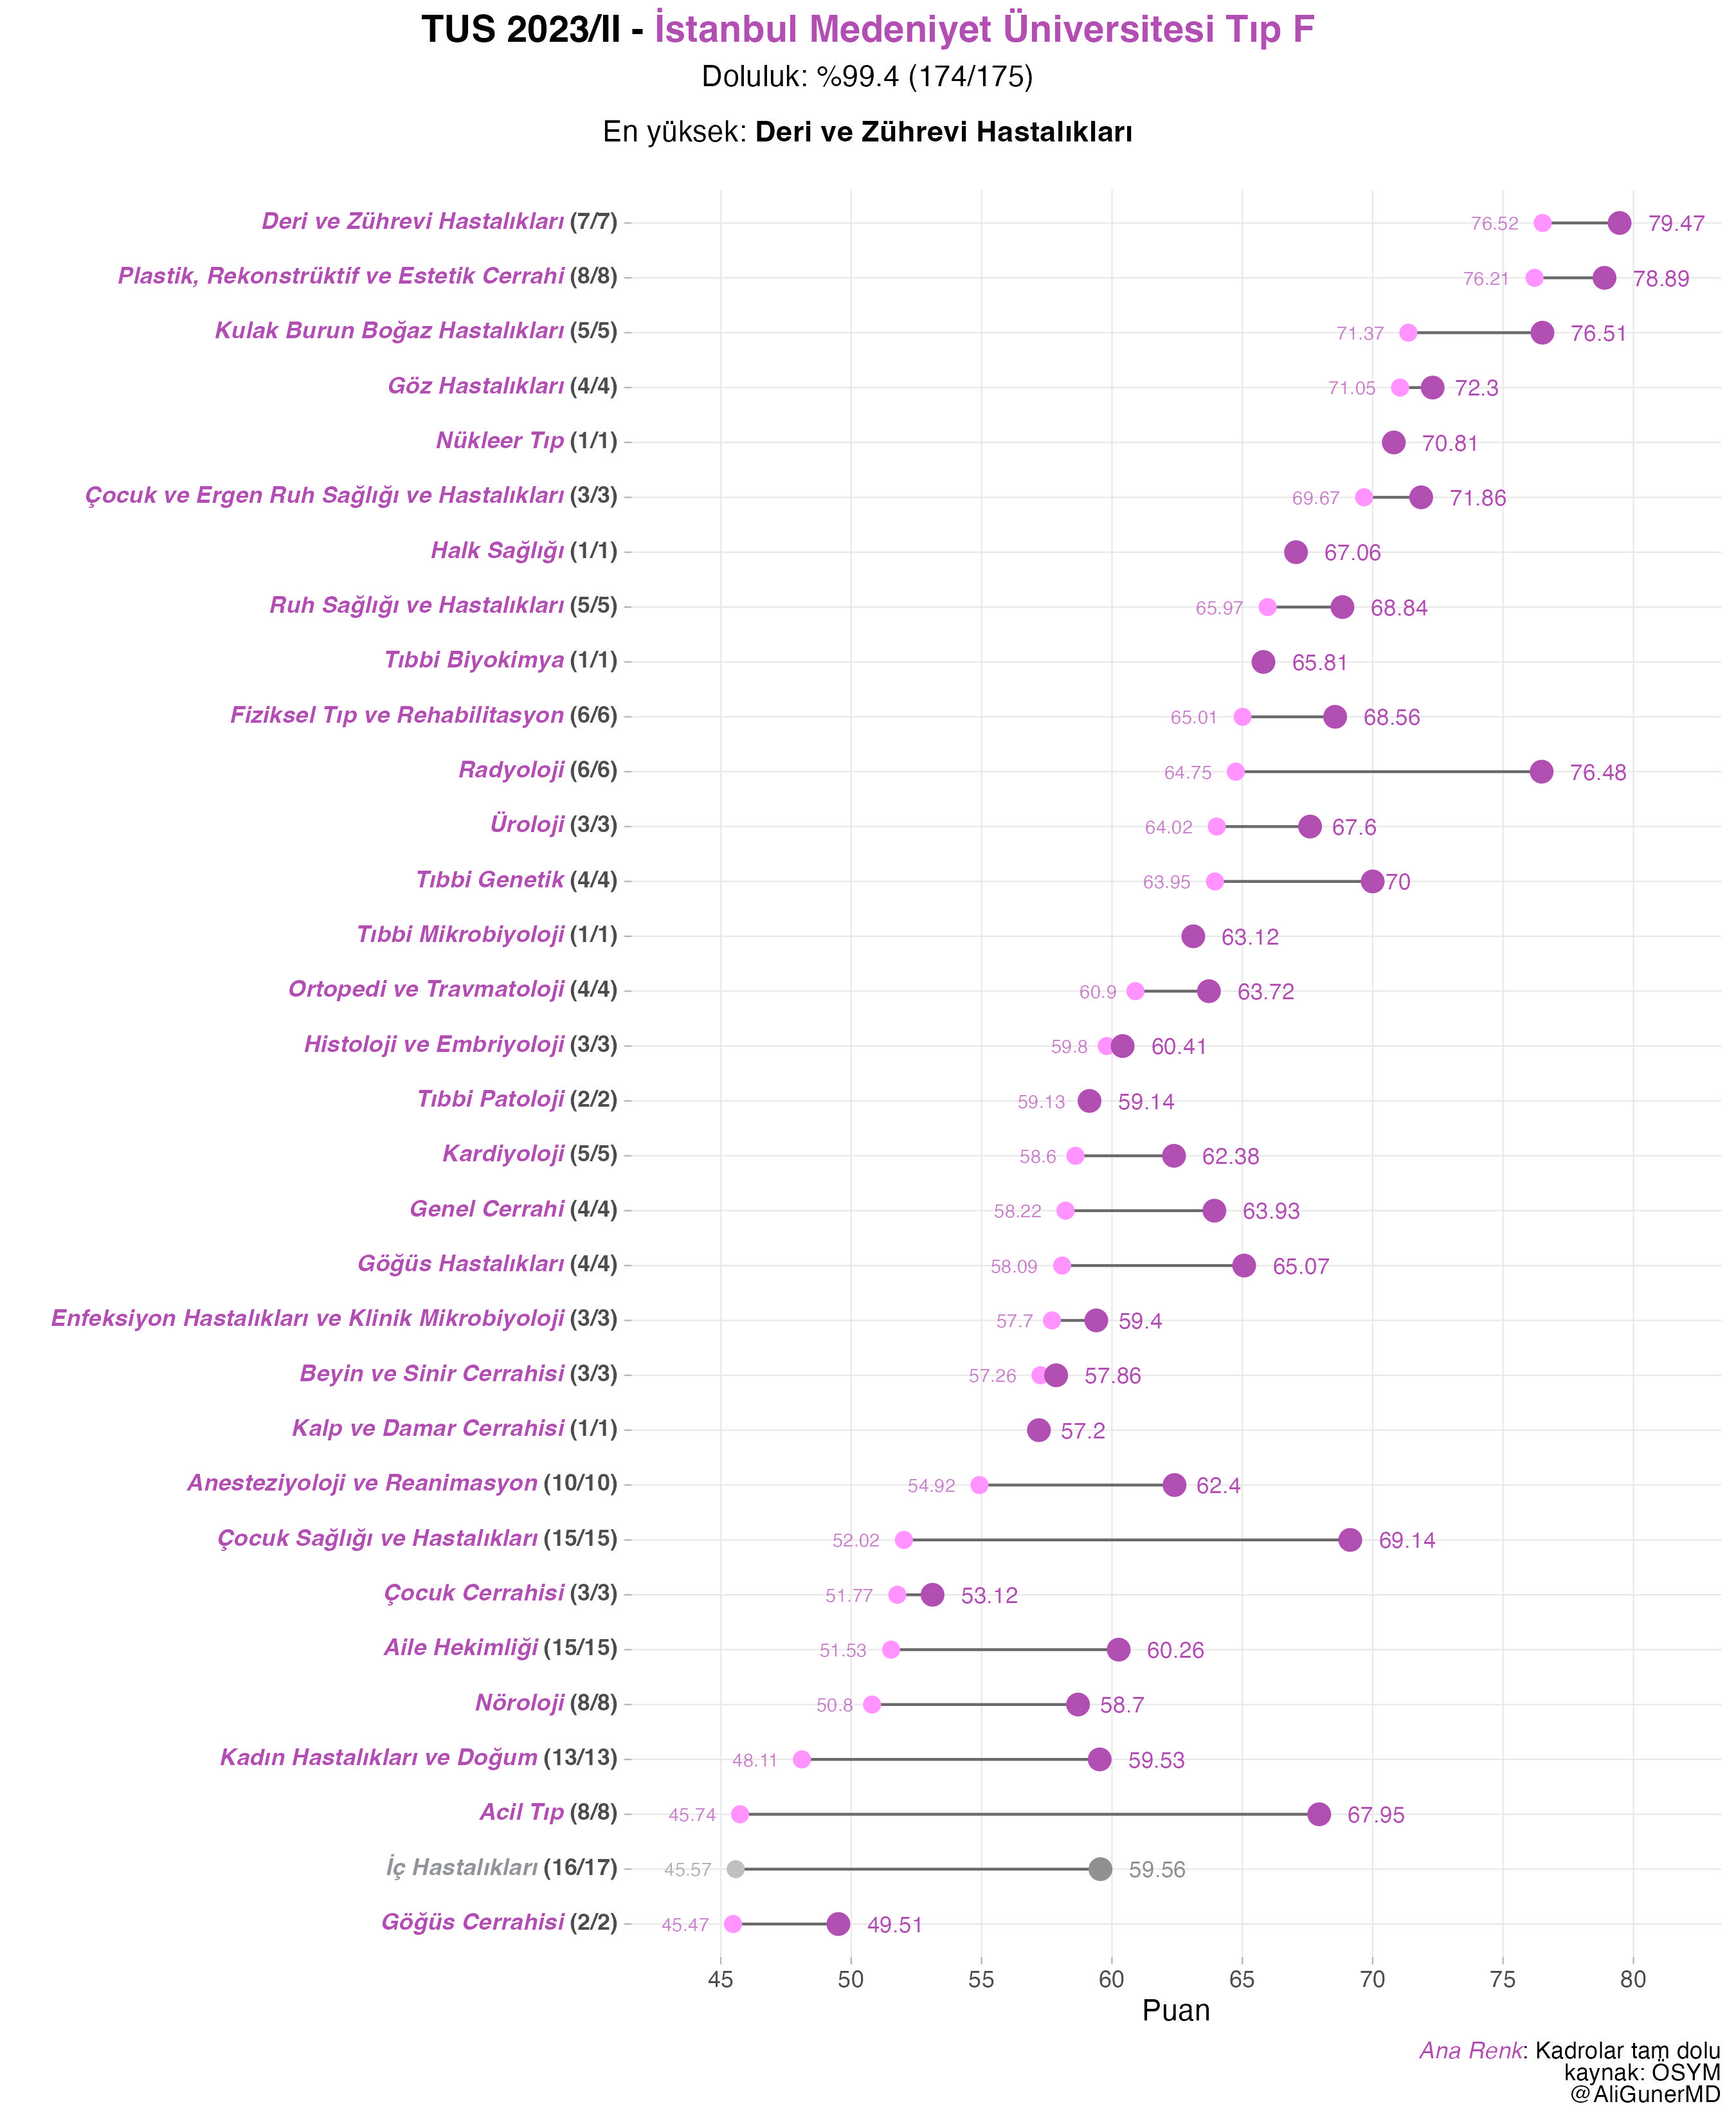 TUS 2023/II - İstanbul Medeniyet Üniversitesi Tıp F
Doluluk: %99.4 (174/175)
En yüksek: Deri ve Zührevi Hastalıkları
Deri ve Zührevi Hastalıkları (7/7) 76.52 79.47
Plastik, Rekonstrüktif ve Estetik Cerrahi (8/8) 76.21 78.89
Kulak Burun Boğaz Hastalıkları (5/5) 71.37 76.51
Göz Hastalıkları (4/4) 71.05 72.3
Nükleer Tıp (1/1) 70.81
Çocuk ve Ergen Ruh Sağlığı ve Hastalıkları (3/3) 69.67 71.86
Halk Sağlığı (1/1) 67.06
Ruh Sağlığı ve Hastalıkları (5/5) 65.97 68.84
Tıbbi Biyokimya (1/1) 65.81
Fiziksel Tıp ve Rehabilitasyon (6/6) 65.01 68.56
Radyoloji (6/6) 64.75 76.48
Üroloji (3/3) 64.02 67.6
Tıbbi Genetik (4/4) 63.95 70
Tıbbi Mikrobiyoloji (1/1) 63.12
Ortopedi ve Travmatoloji (4/4) 60.9 63.72
Histoloji ve Embriyoloji (3/3) 59.8 60.41
Tıbbi Patoloji (2/2) 59.13 59.14
Kardiyoloji (5/5) 58.6 62.38
Genel Cerrahi (4/4) 58.22 63.93
Göğüs Hastalıkları (4/4) 58.09 65.07
Enfeksiyon Hastalıkları ve Klinik Mikrobiyoloji (3/3) 57.7 59.4
Beyin ve Sinir Cerrahisi (3/3) 57.26 57.86
Kalp ve Damar Cerrahisi (1/1) 57.2
Anesteziyoloji ve Reanimasyon (10/10) 54.92 62.4
Çocuk Sağlığı ve Hastalıkları (15/15) 52.02 69.14
Çocuk Cerrahisi (3/3) 51.77 53.12
Aile Hekimliği (15/15) 51.53 60.26
Nöroloji (8/8) 50.8 58.7
Kadın Hastalıkları ve Doğum (13/13) 48.11 59.53
Acil Tıp (8/8) 45.74 67.95
İç Hastalıkları (16/17) 45.57 59.56
Göğüs Cerrahisi (2/2) 45.47 49.51
45 50 55 60 65 70 75 80
Puan
Ana Renk: Kadrolar tam dolu
kaynak: ÖSYM
@AliGunerMD